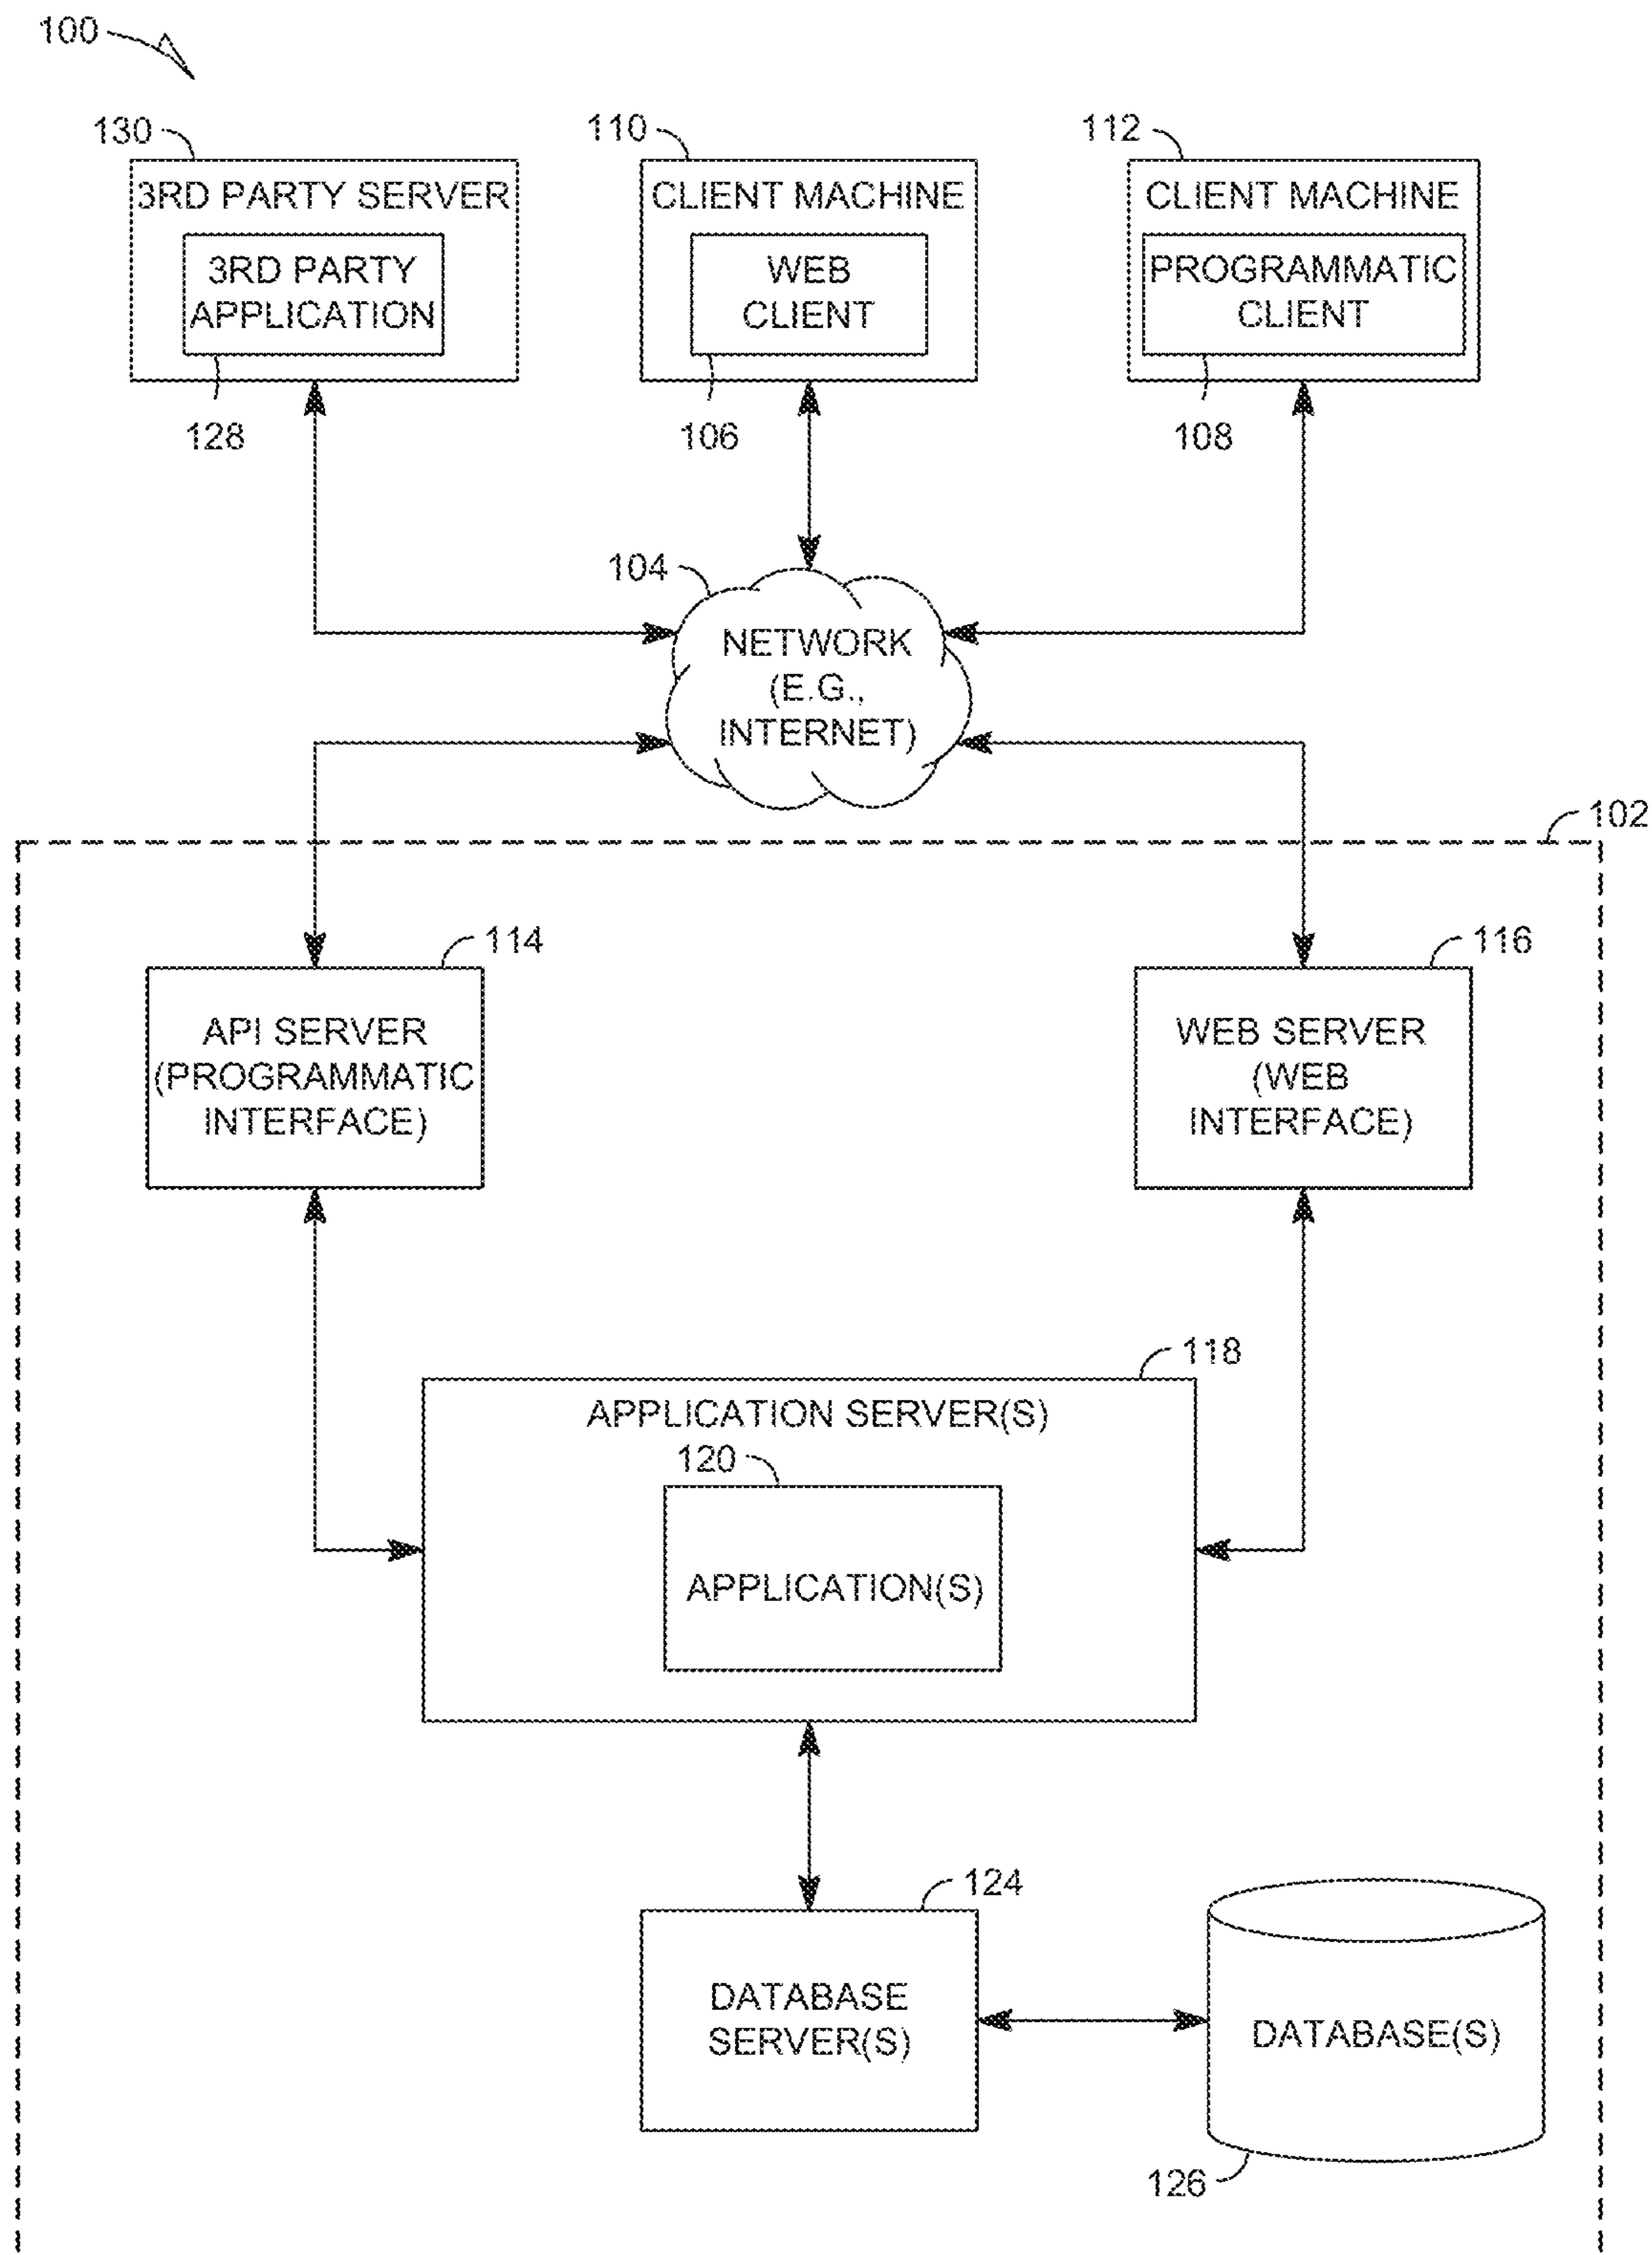 100
130
110
112
3RD PARTY SERVER
CLIENT MACHINE
CLIENT MACHINE
3RD PARTY
APPLICATION
WEB
CLIENT
PROGRAMMATIC
CLIENT
128
106
108
104
NETWORK
(E.G.,
INTERNET)
102
114
116
API SERVER
(PROGRAMMATIC
INTERFACE)
WEB SERVER
(WEB
INTERFACE)
118
APPLICATION SERVER(S)
120
APPLICATION(S)
124
DATABASE
SERVER(S)
DATABASE(S)
126